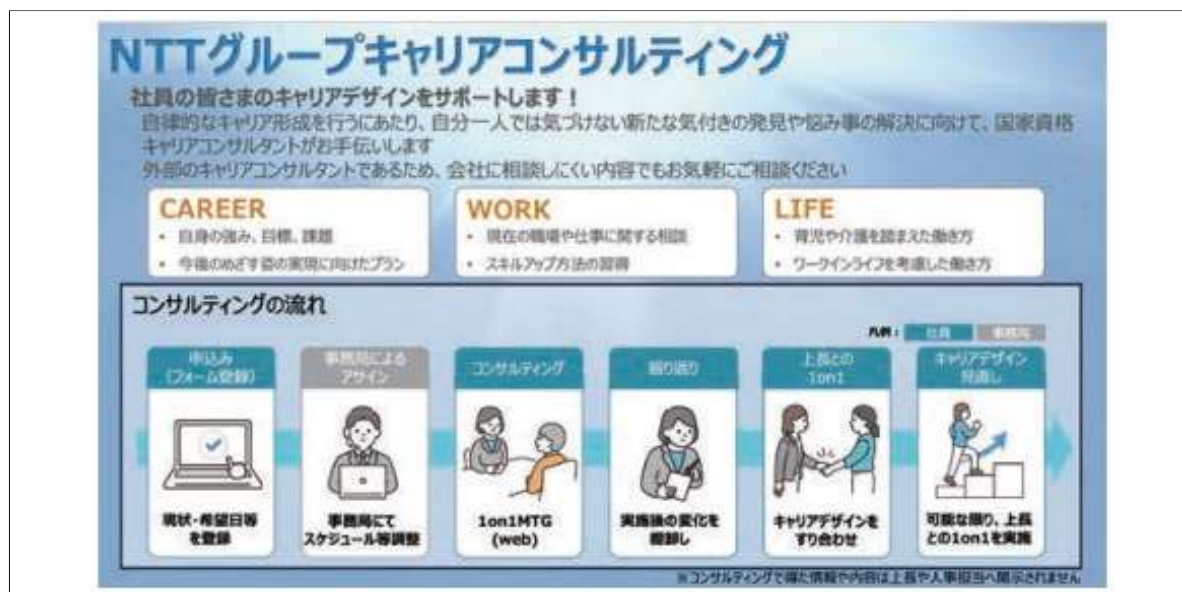 NTTグループキャリアコンサルティング
社員の皆さまのキャリアデザインをサポートします！
自律的なキャリア形成を行うにあたり、自分一人では気づけない新たな気付きの発見や悩み事の解決に向けて、国家資格
キャリアコンサルタントがお手伝いします
外部のキャリアコンサルタントであるため、会社に相談しにくい内容でもお気軽にご相談ください
CAREER
・ 自身の強み、目標、課題
・ 今後のめざす姿の実現に向けたプラン
WORK
・ 現在の職場や仕事に関する相談
・ スキルアップ方法の習得
LIFE
・ 育児や介護を踏まえた働き方
・ ワークインライフを考慮した働き方
コンサルティングの流れ
凡例： 社員 事務局
申込み
(フォーム登録)
現状・希望日等
を登録
事務局による
アサイン
事務局にて
スケジュール等調整
コンサルティング
1on1MTG
(web)
振り返り
実施後の変化を
棚卸し
上長との
1on1
キャリアデザインを
すり合わせ
キャリアデザイン
見直し
可能な限り、上長
との1on1を実施
※コンサルティングで得た情報や内容は上長や人事担当へ開示されません